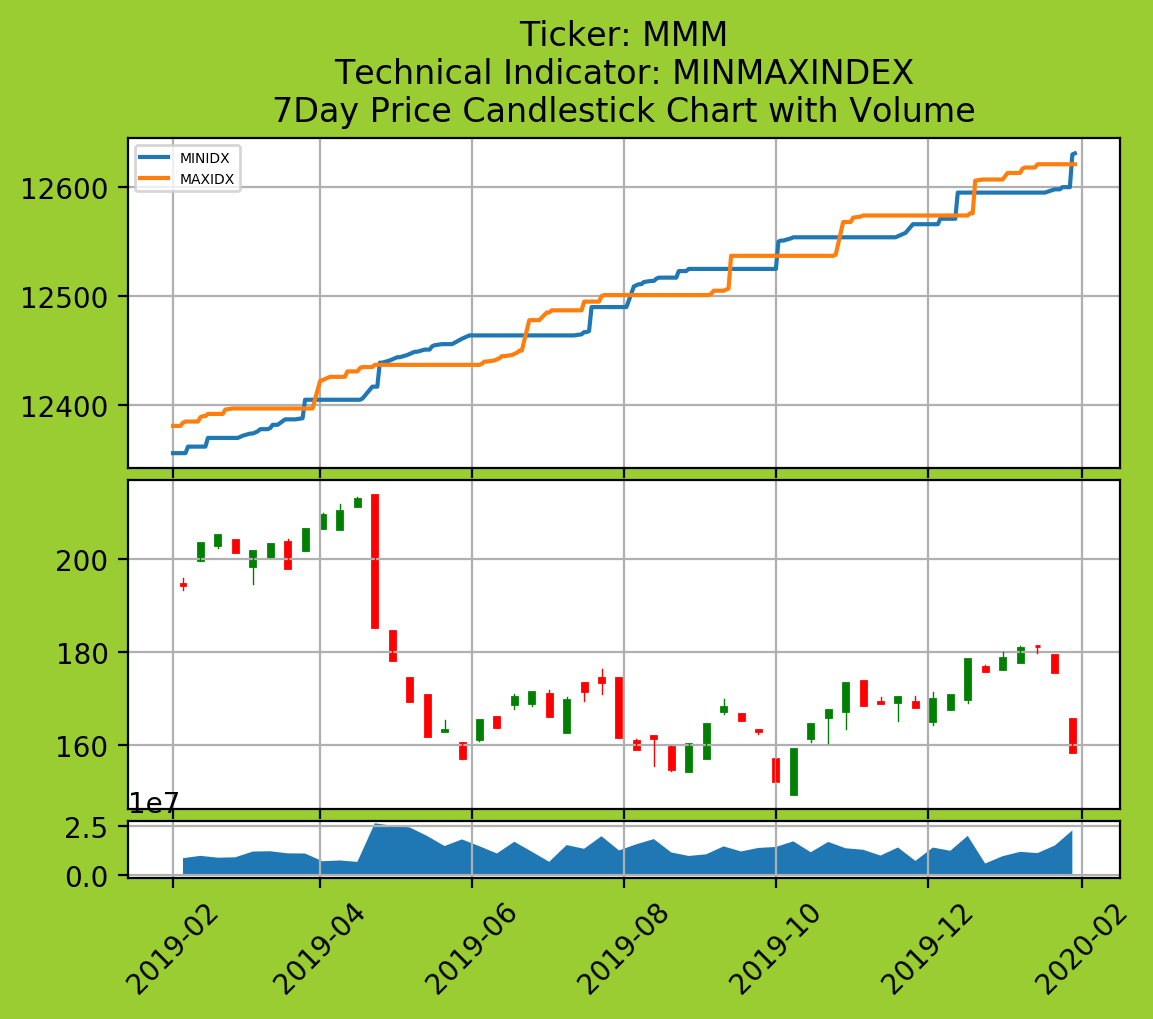 Ticker: MMM
Technical Indicator: MINMAXINDEX
7Day Price Candlestick Chart with Volume
MINIDX
MAXIDX
12600
12500
12400
200
180
160
1e7
2.5
0.0
2019-02
2019-04
2019-06
2019-08
2019-10
2019-12
2020-02